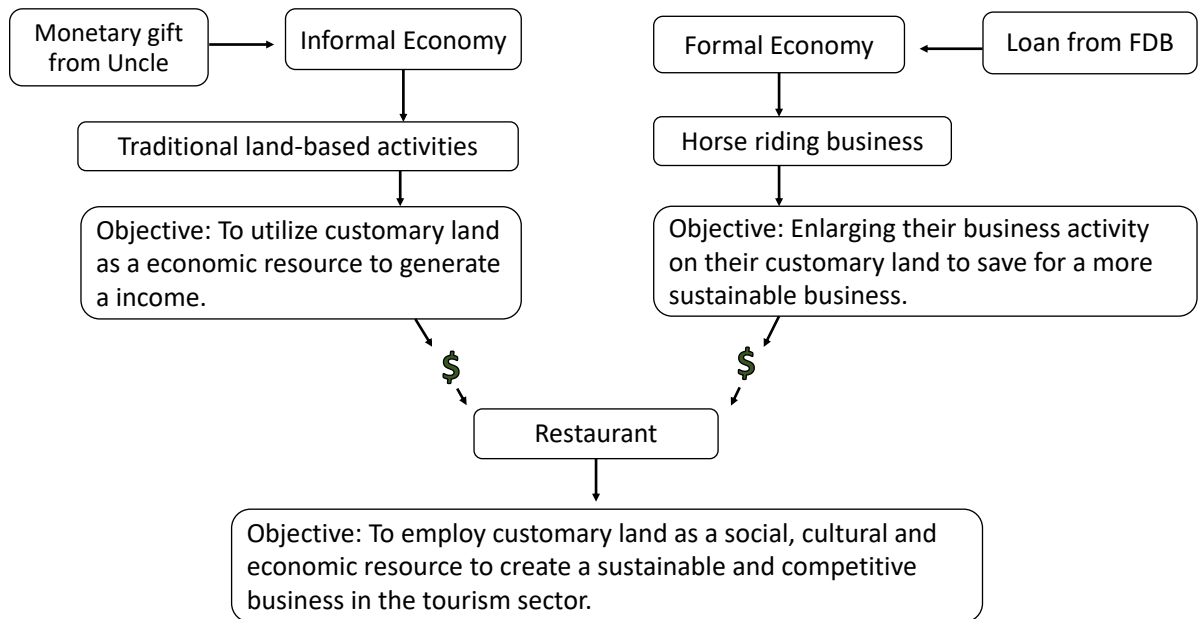 Monetary gift
from Uncle
Informal Economy
Formal Economy
Loan from FDB
Traditional land-based activities
Horse riding business
Objective: To utilize customary land
as a economic resource to generate
a income.
Objective: Enlarging their business activity
on their customary land to save for a more
sustainable business.
$
$
Restaurant
Objective: To employ customary land as a social, cultural and
economic resource to create a sustainable and competitive
business in the tourism sector.